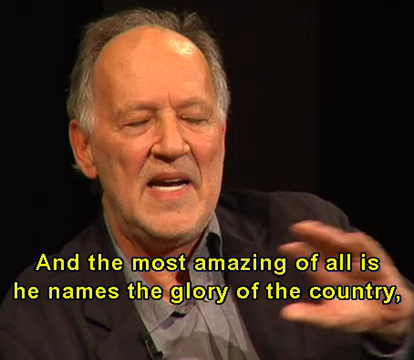 And the most amazing of all is
he names the glory of the country,